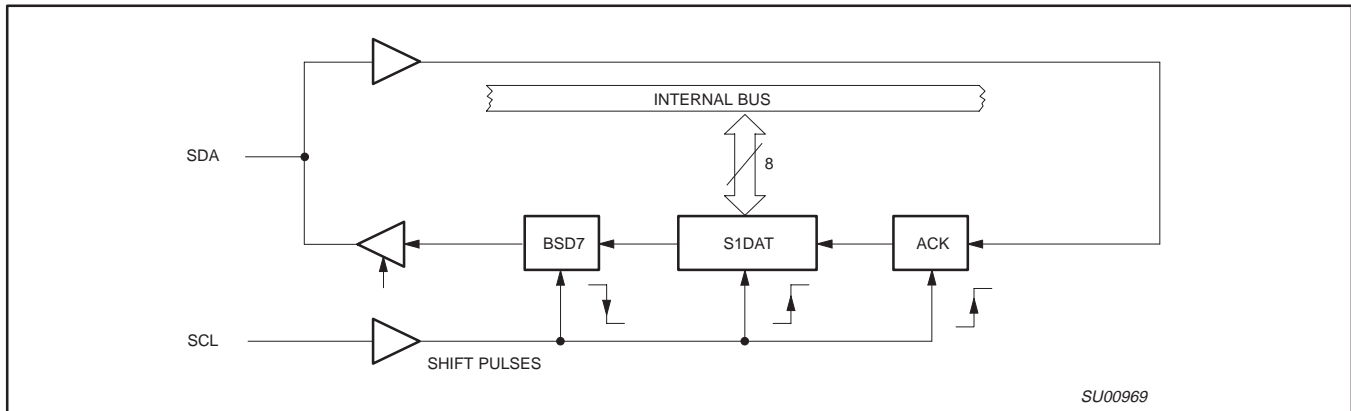 INTERNAL BUS
SDA
8
BSD7
S1DAT
ACK
SCL
SHIFT PULSES
SU00969